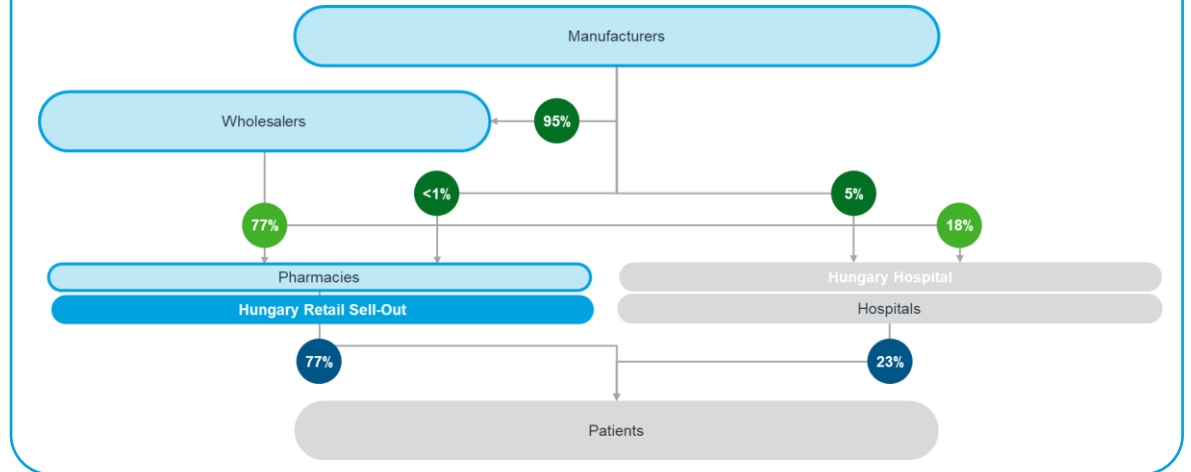 Manufacturers
Wholesalers
95%
<1%
5%
77%
18%
Pharmacies
Hungary Hospital
Hungary Retail Sell-Out
Hospitals
77%
23%
Patients